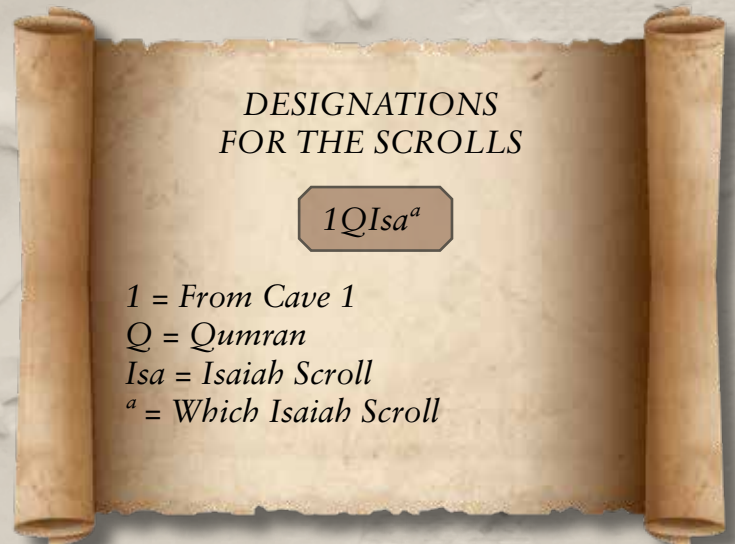 DESIGNATIONS
FOR THE SCROLLS
1QIsaᵃ
1 = From Cave 1
Q = Qumran
Isa = Isaiah Scroll
ᵃ = Which Isaiah Scroll